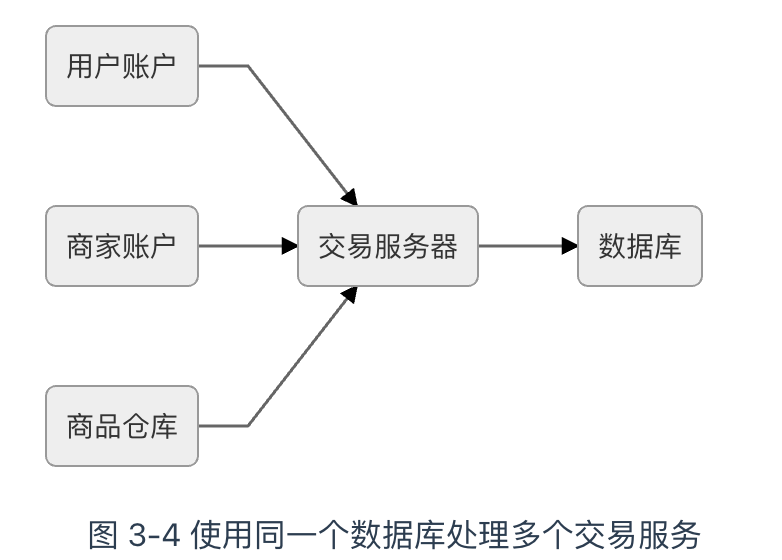 用户账户
商家账户
交易服务器
数据库
商品仓库
图 3-4 使用同一个数据库处理多个交易服务